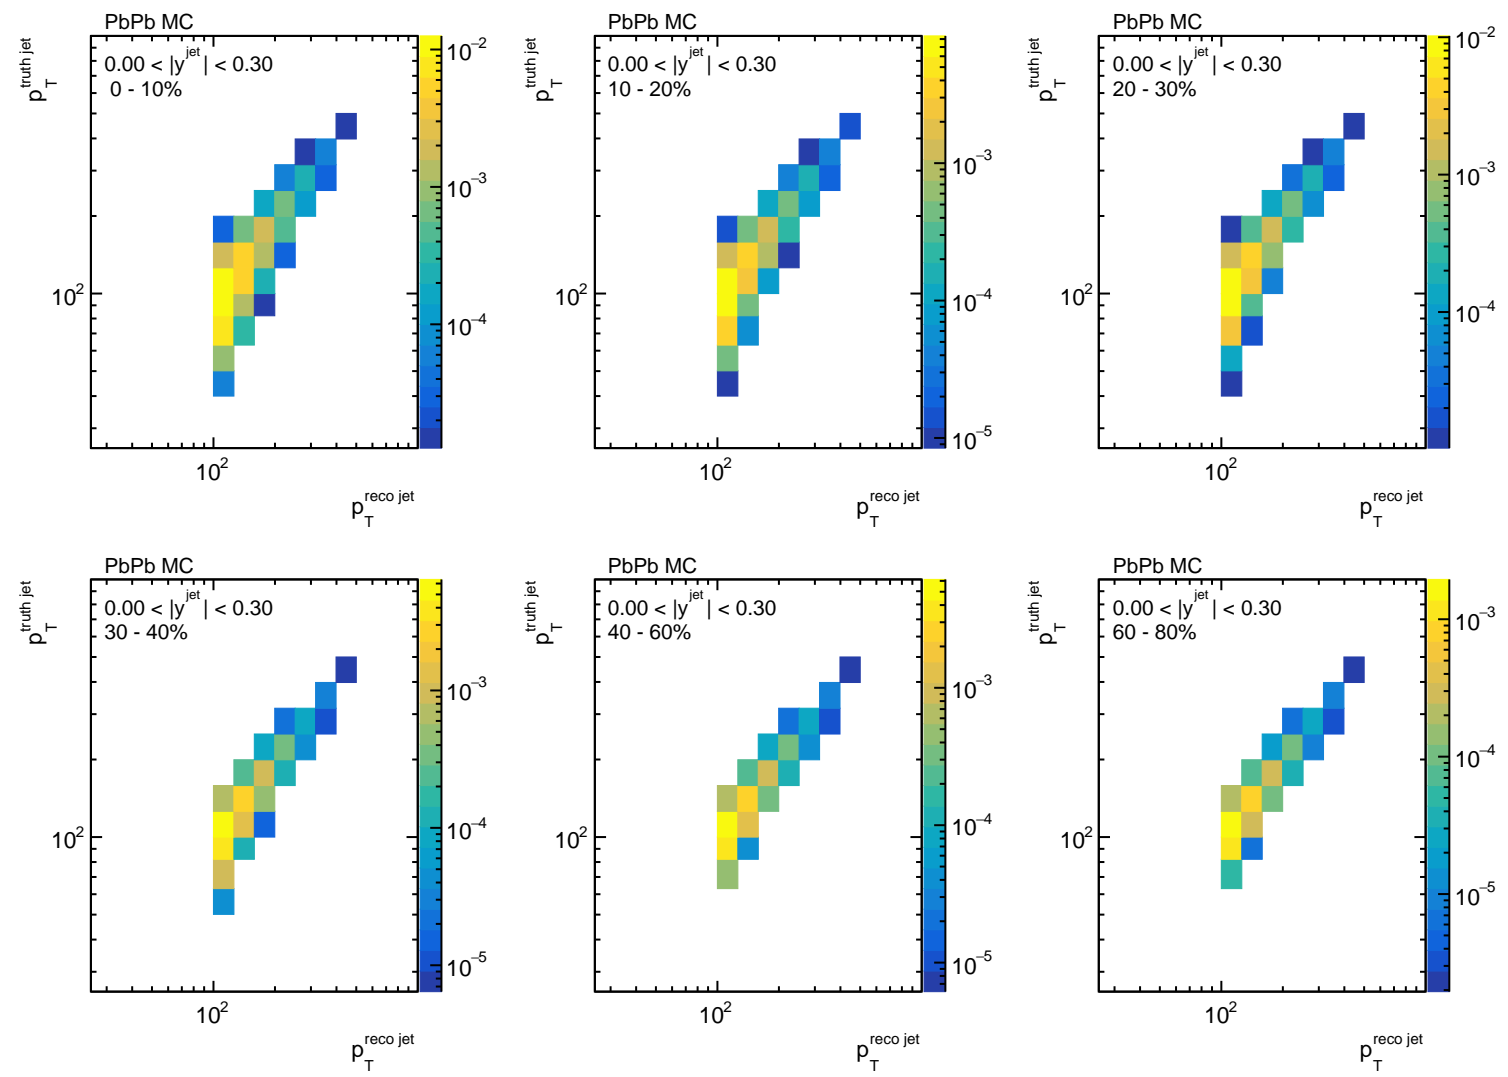 PbPb MC
0.00 < |y^jet| < 0.30
0 - 10%
p_T^truth jet
10^2
10^2
p_T^reco jet
10^−2
10^−3
10^−4
PbPb MC
0.00 < |y^jet| < 0.30
10 - 20%
p_T^truth jet
10^2
10^2
p_T^reco jet
10^−3
10^−4
10^−5
PbPb MC
0.00 < |y^jet| < 0.30
20 - 30%
p_T^truth jet
10^2
10^2
p_T^reco jet
10^−2
10^−3
10^−4
PbPb MC
0.00 < |y^jet| < 0.30
30 - 40%
p_T^truth jet
10^2
10^2
p_T^reco jet
10^−3
10^−4
10^−5
PbPb MC
0.00 < |y^jet| < 0.30
40 - 60%
p_T^truth jet
10^2
10^2
p_T^reco jet
10^−3
10^−4
10^−5
PbPb MC
0.00 < |y^jet| < 0.30
60 - 80%
p_T^truth jet
10^2
10^2
p_T^reco jet
10^−3
10^−4
10^−5